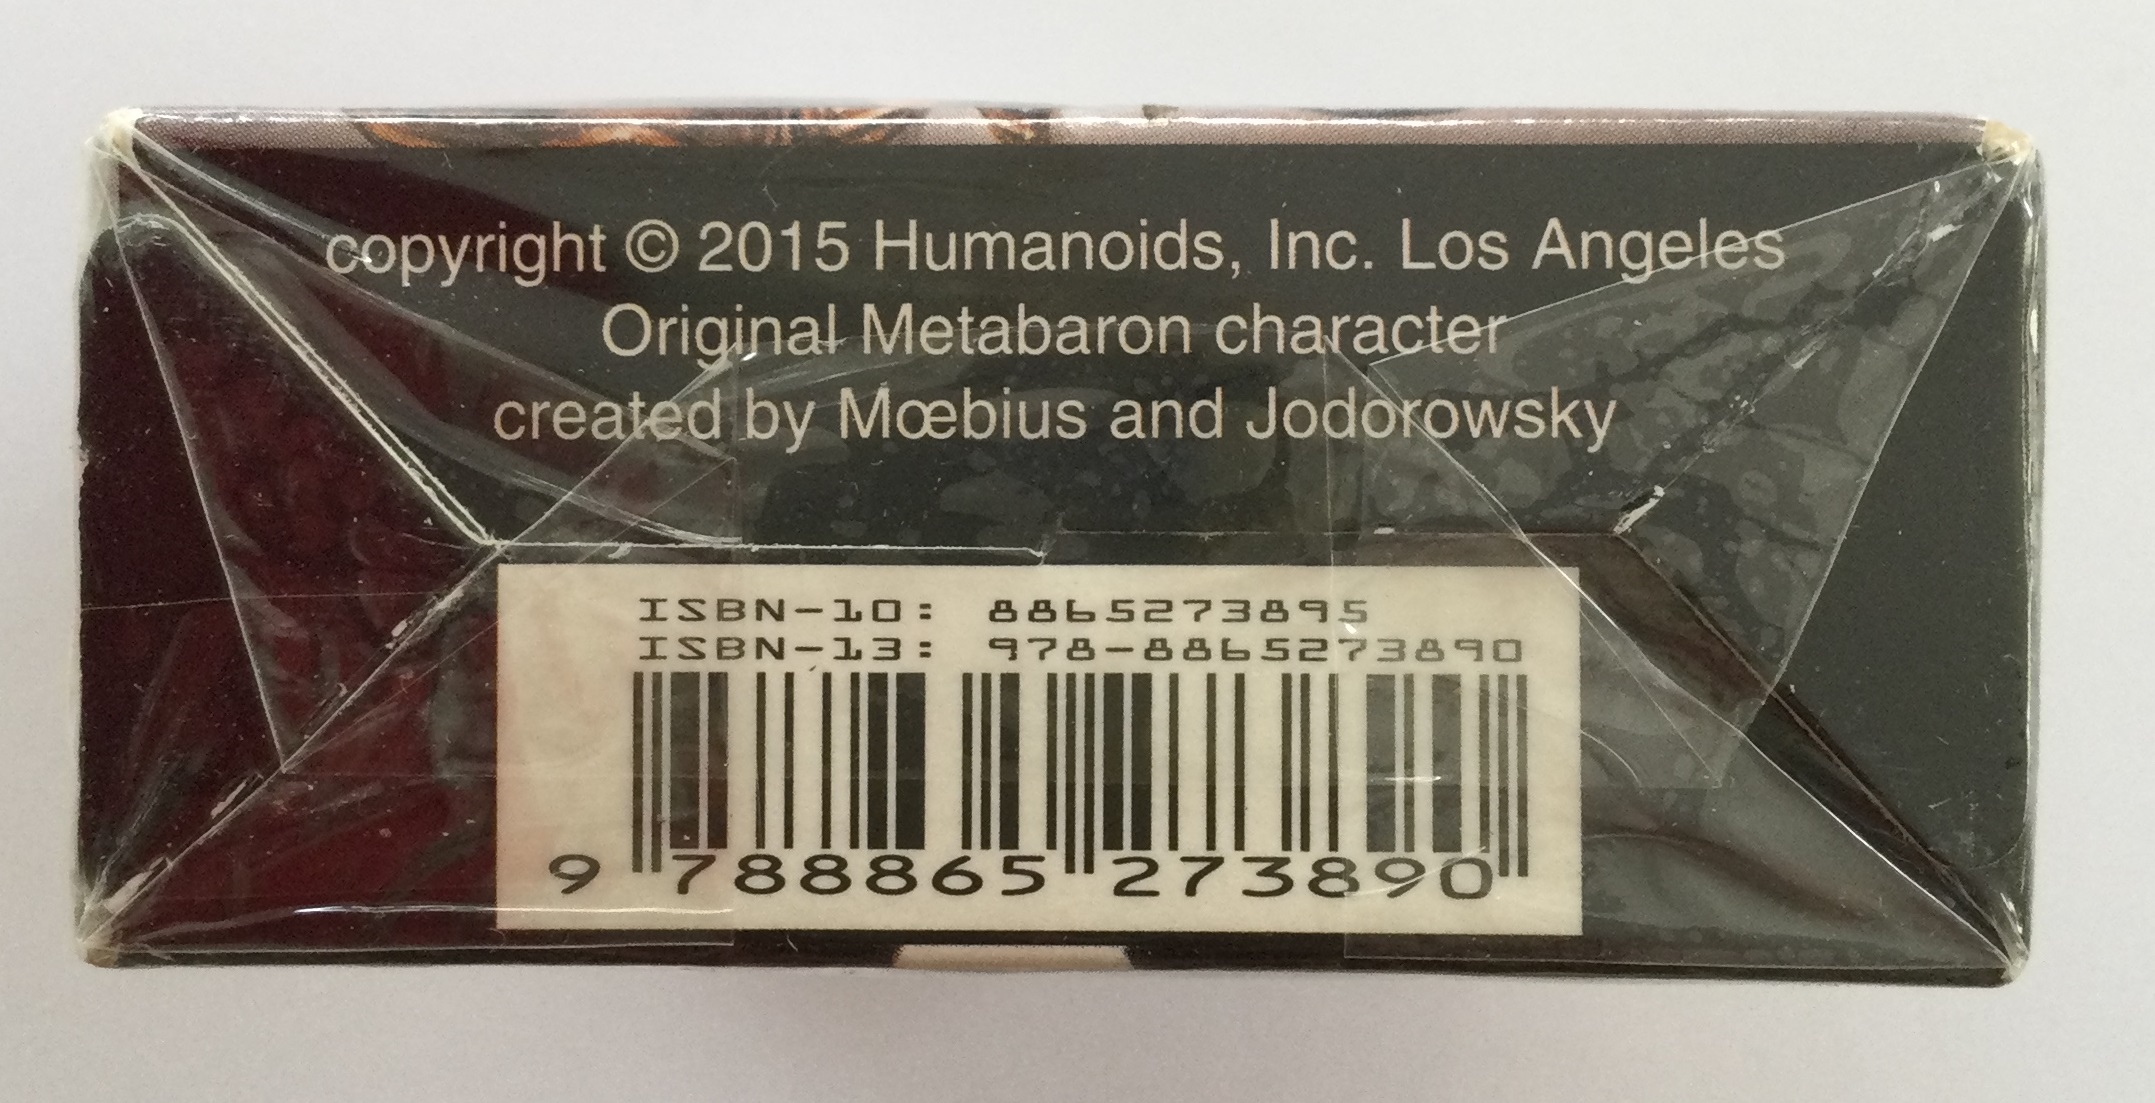 copyright © 2015 Humanoids, Inc. Los Angeles
Original Metabaron character
created by Mœbius and Jodorowsky
ISBN-10: 8865273895
ISBN-13: 978-8865273890
9 788865 273890